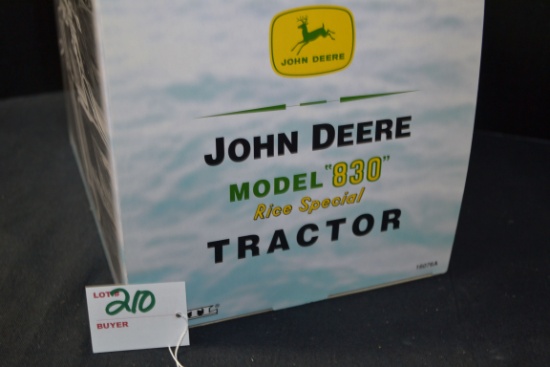 JOHN DEERE
JOHN DEERE
MODEL "830"
Rice Special
TRACTOR
LOT# 210
BUYER